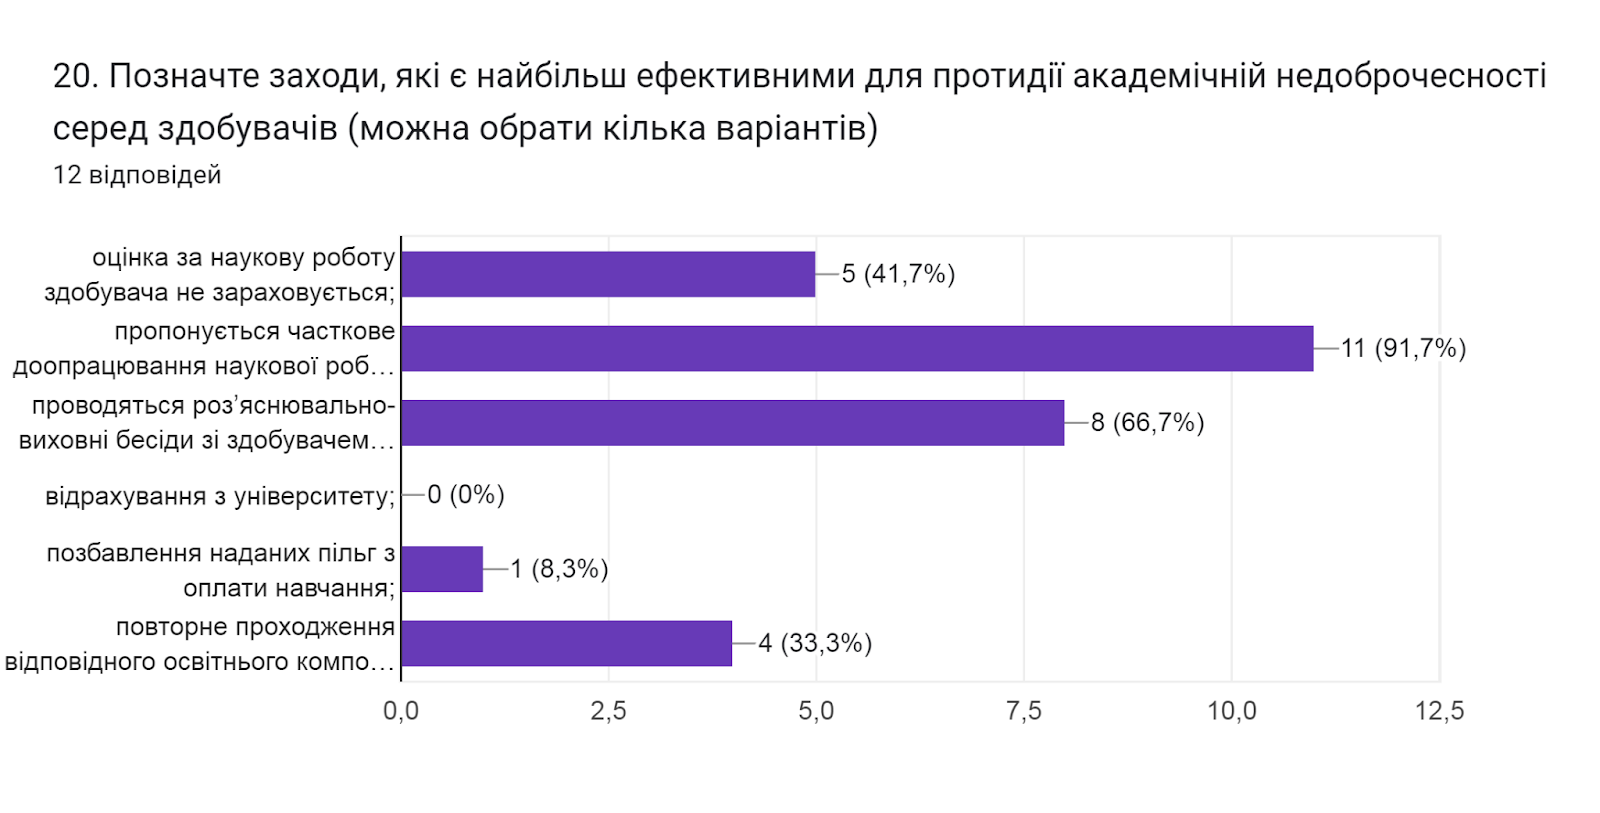 20. Позначте заходи, які є найбільш ефективними для протидії академічній недоброчесності
серед здобувачів (можна обрати кілька варіантів)
12 відповідей
оцінка за наукову роботу
здобувача не зараховується;
5 (41,7%)
пропонується часткове
доопрацювання наукової роб…
11 (91,7%)
проводяться роз’яснювально-
виховні бесіди зі здобувачем…
8 (66,7%)
відрахування з університету;
0 (0%)
позбавлення наданих пільг з
оплати навчання;
1 (8,3%)
повторне проходження
відповідного освітнього компо…
4 (33,3%)
0,0 2,5 5,0 7,5 10,0 12,5